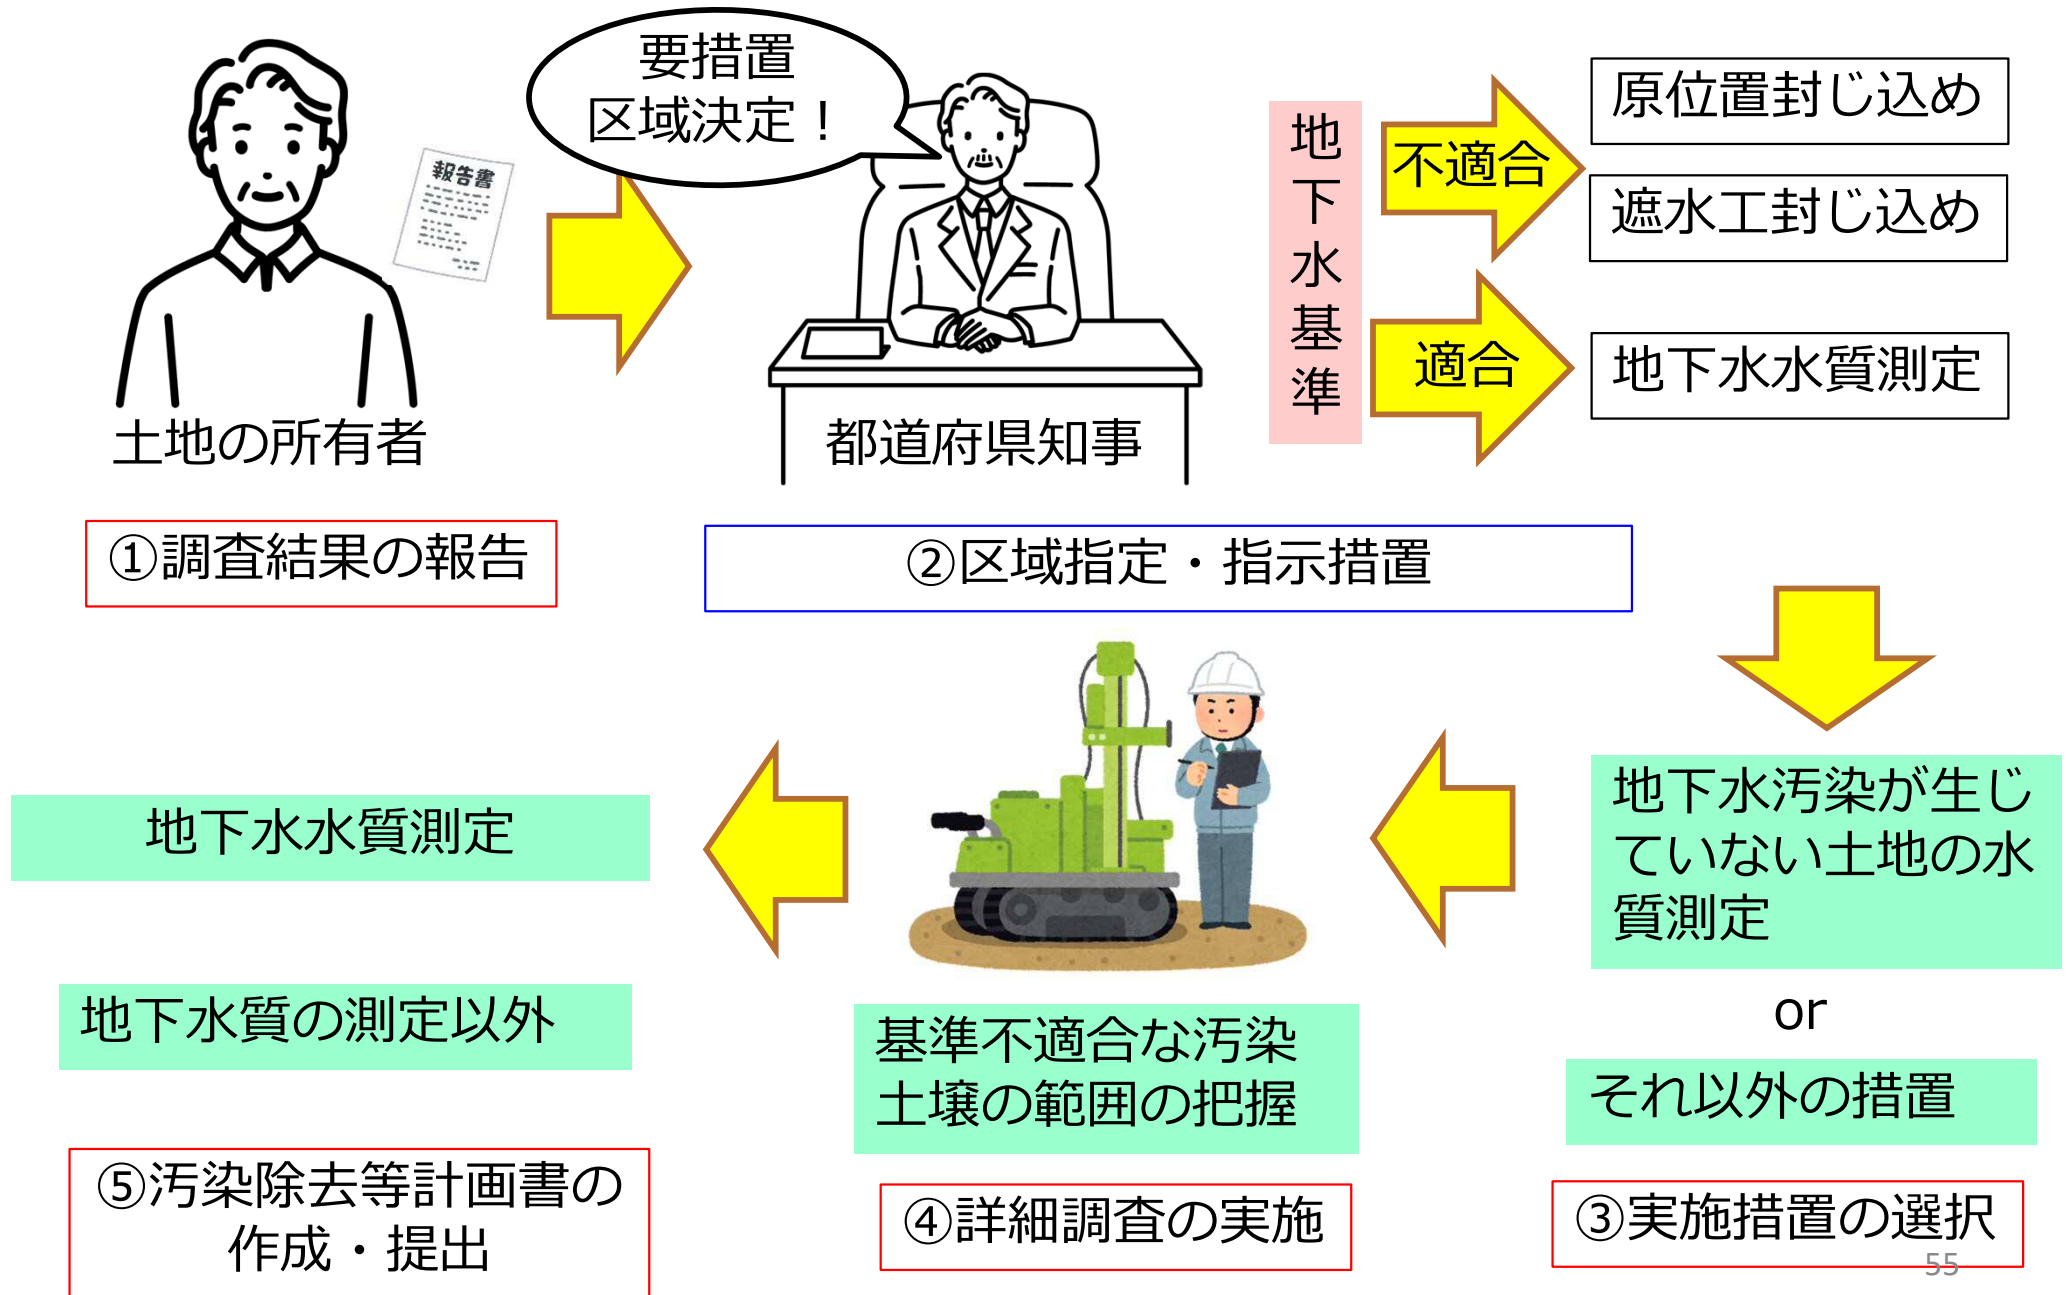 要措置
区域決定！
報告書
土地の所有者
都道府県知事
地下水基準
不適合
適合
原位置封じ込め
遮水工封じ込め
地下水水質測定
①調査結果の報告
②区域指定・指示措置
地下水汚染が生じ
ていない土地の水
質測定
or
それ以外の措置
③実施措置の選択
基準不適合な汚染
土壌の範囲の把握
④詳細調査の実施
地下水水質測定
地下水質の測定以外
⑤汚染除去等計画書の
作成・提出
55